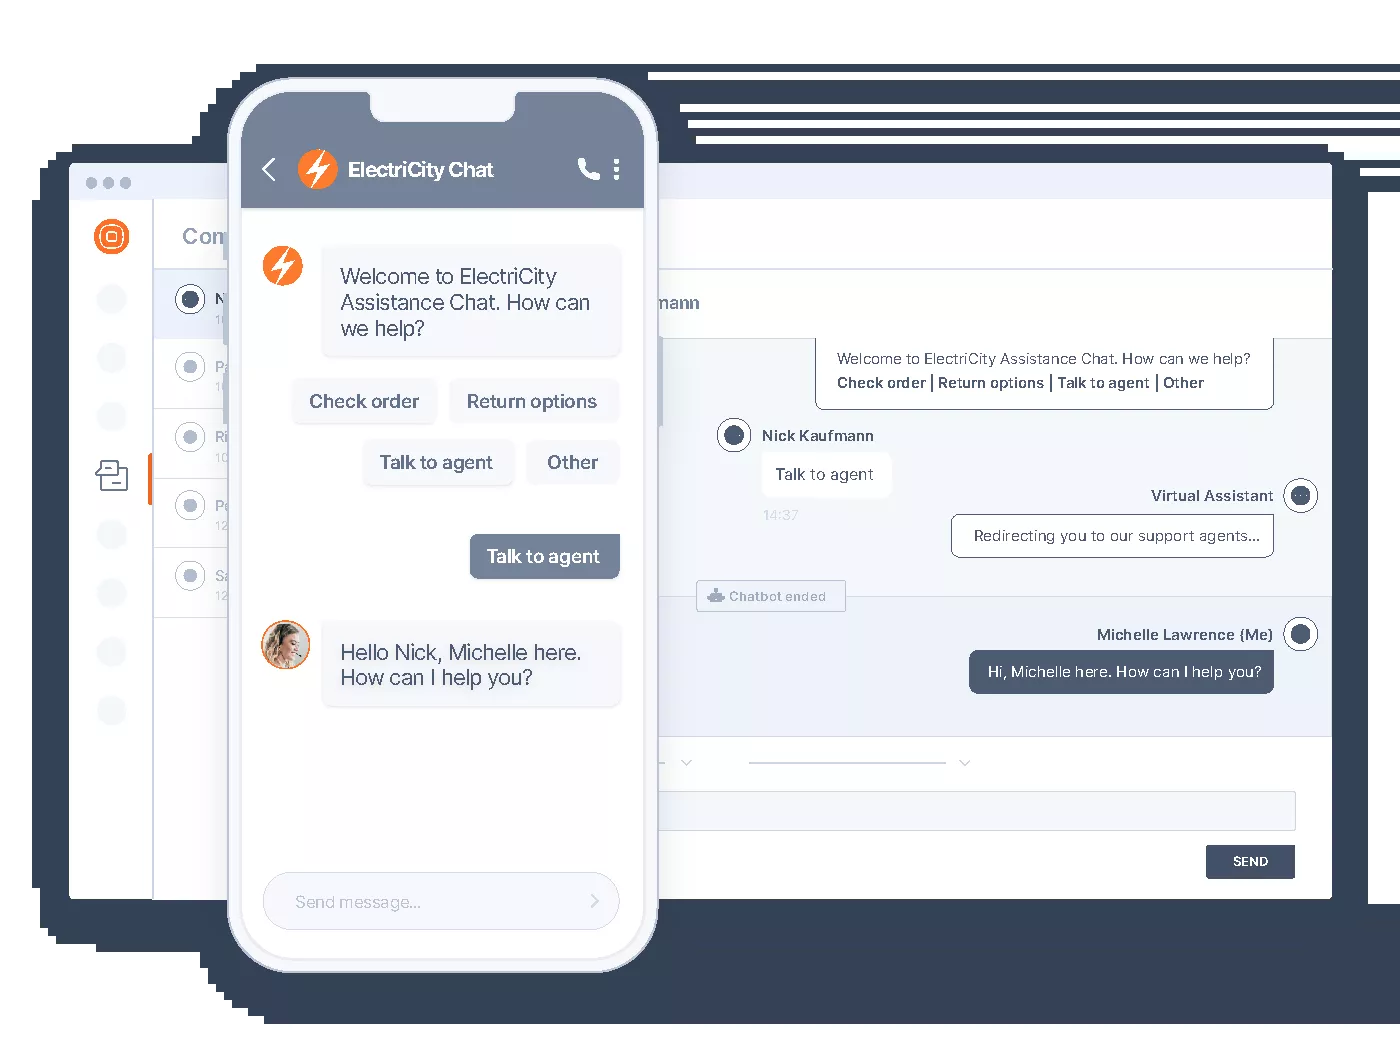 ElectriCity Chat
Welcome to ElectriCity
Assistance Chat. How can
we help?
Check order
Return options
Talk to agent
Other
Talk to agent
Hello Nick, Michelle here.
How can I help you?
Send message...
Welcome to ElectriCity Assistance Chat. How can we help?
Check order | Return options | Talk to agent | Other
Nick Kaufmann
Talk to agent
14:37
Virtual Assistant
Redirecting you to our support agents...
Chatbot ended
Michelle Lawrence (Me)
Hi, Michelle here. How can I help you?
SEND